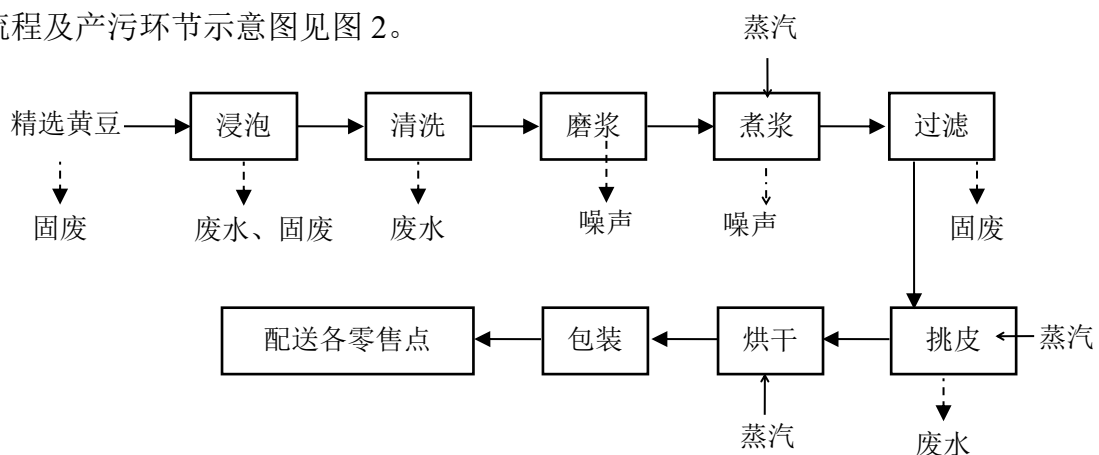 流程及产污环节示意图见图 2。
蒸汽
精选黄豆 浸泡 清洗 磨浆 煮浆 过滤
固废 废水、固废 废水 噪声 噪声 固废
配送各零售点 包装 烘干 挑皮 蒸汽
蒸汽 废水